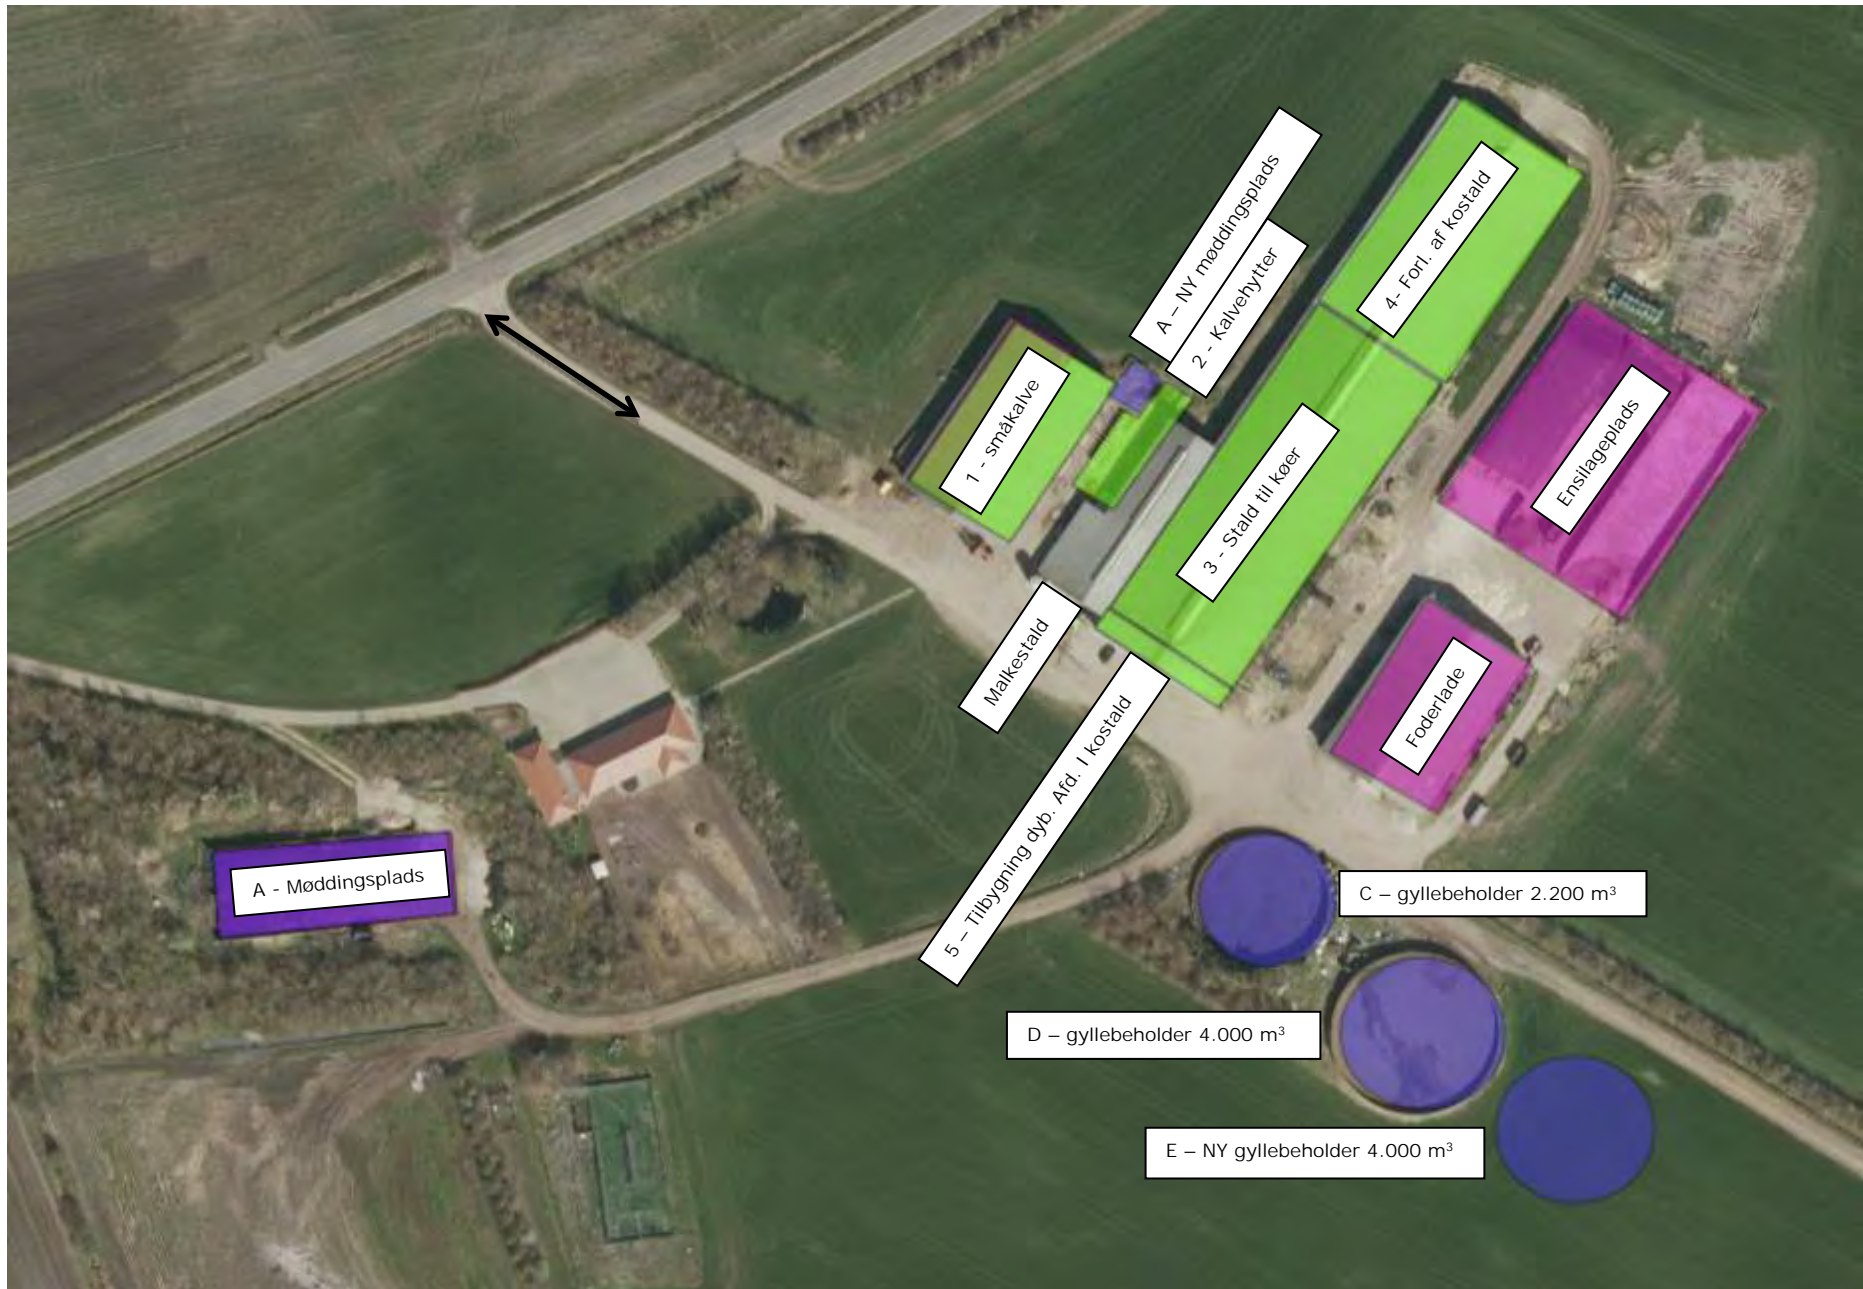 A – NY møddingsplads
2 - Kalvehytter
4- Forl. af kostald
1 - småkalve
3 - Stald til køer
Ensilageplads
Malkestald
Foderlade
5 – Tilbygning dyb. Afd. I kostald
A - Møddingsplads
C – gyllebeholder 2.200 m³
D – gyllebeholder 4.000 m³
E – NY gyllebeholder 4.000 m³